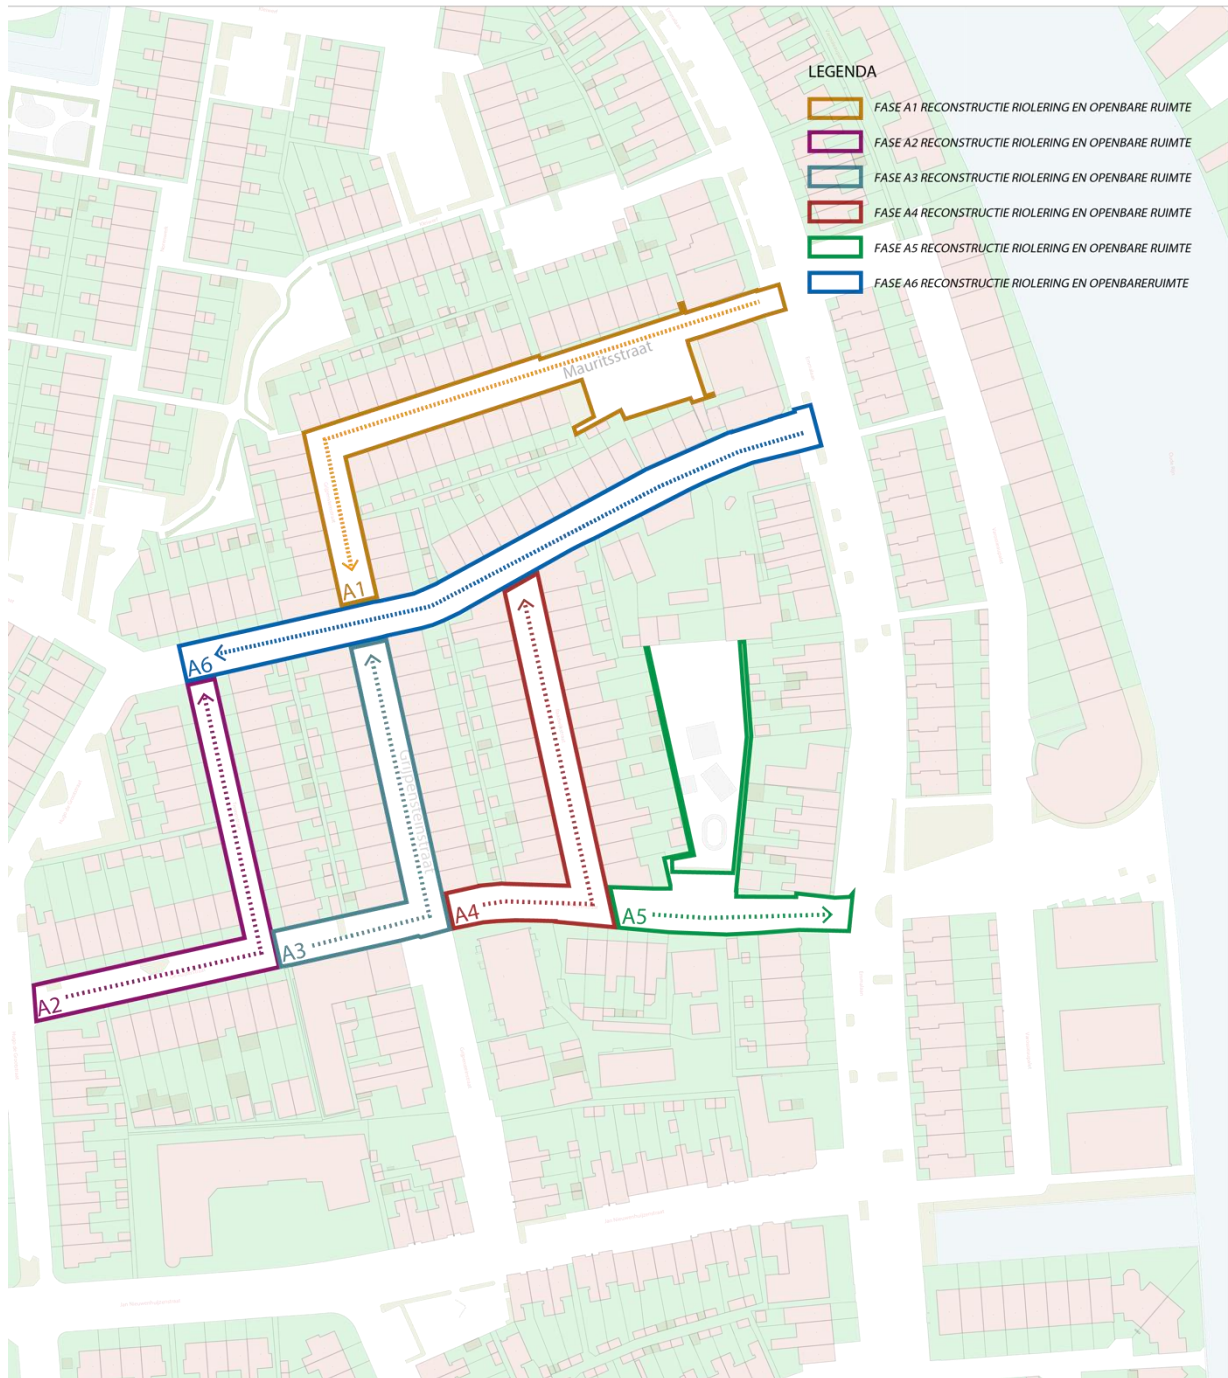 LEGENDA
FASE A1 RECONSTRUCTIE RIOLERING EN OPENBARE RUIMTE
FASE A2 RECONSTRUCTIE RIOLERING EN OPENBARE RUIMTE
FASE A3 RECONSTRUCTIE RIOLERING EN OPENBARE RUIMTE
FASE A4 RECONSTRUCTIE RIOLERING EN OPENBARE RUIMTE
FASE A5 RECONSTRUCTIE RIOLERING EN OPENBARE RUIMTE
FASE A6 RECONSTRUCTIE RIOLERING EN OPENBARERUIMTE
Mauritsstraat
A1
A6
Grijpensteinstraat
A4
A5
A3
A2